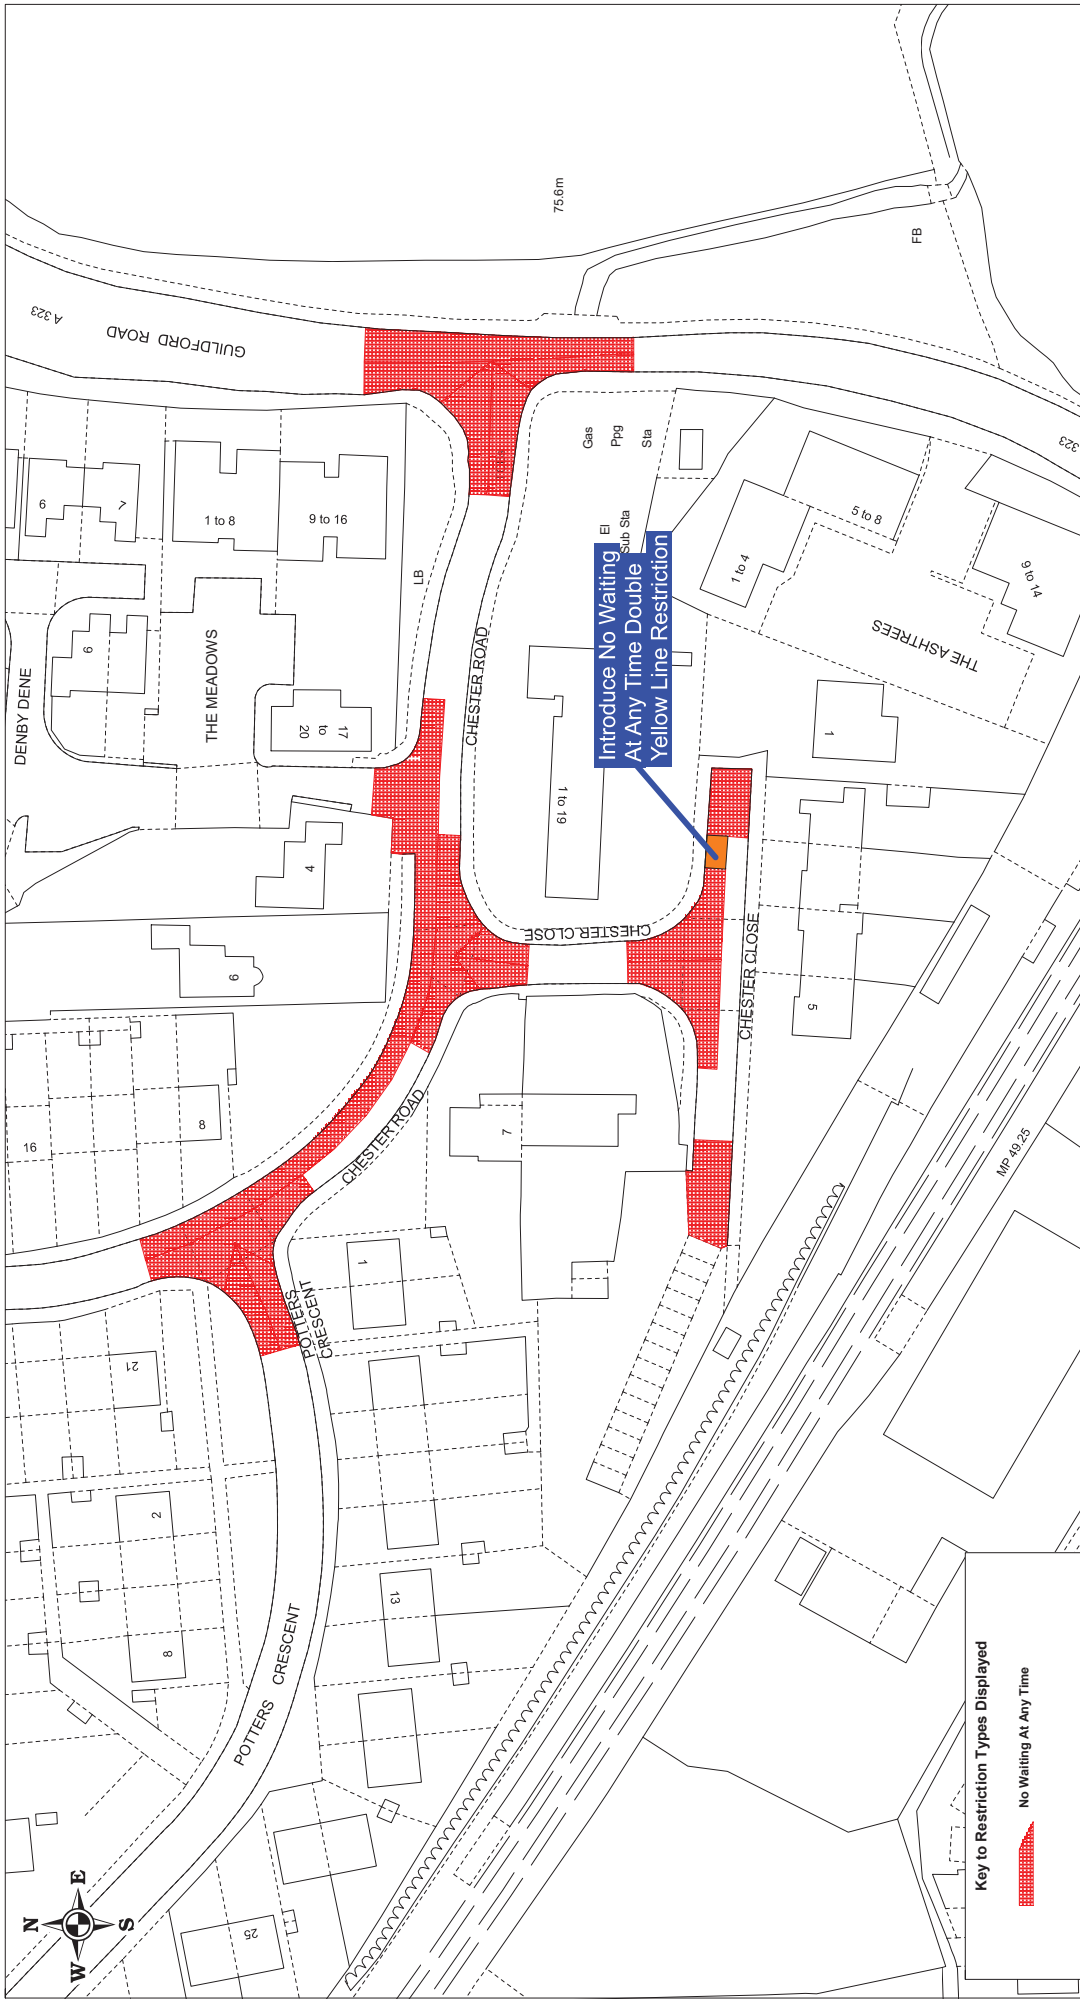 A 323
GUILDFORD ROAD
75.6m
FB
6
7
1 to 8
9 to 16
LB
Gas
Ppg
Sta
El
Sub Sta
5 to 8
1 to 4
9 to 14
THE ASHTREES
323
DENBY DENE
9
THE MEADOWS
17
to
20
CHESTER ROAD
1 to 19
Introduce No Waiting
At Any Time Double
Yellow Line Restriction
1
4
6
CHESTER CLOSE
CHESTER CLOSE
5
16
8
CHESTER ROAD
7
MP 49.25
1
POTTERS
CRESCENT
21
2
8
13
POTTERS CRESCENT
25
N
E
S
W
Key to Restriction Types Displayed
No Waiting At Any Time